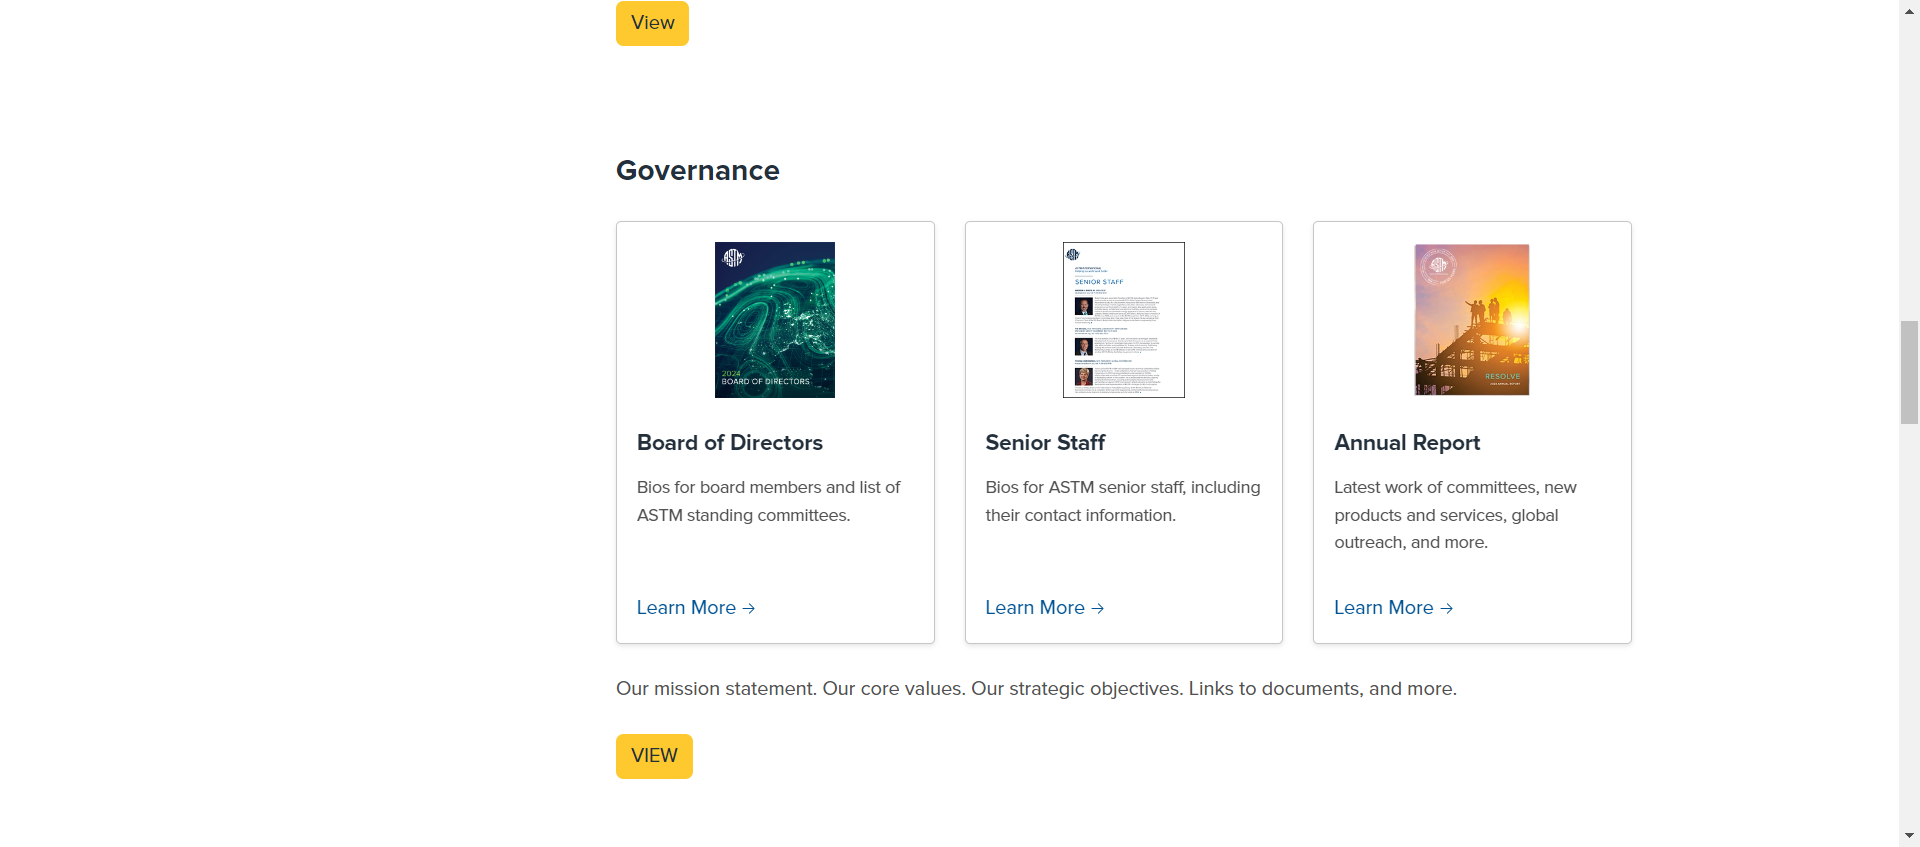 View
Governance
ASTM
2024
BOARD OF DIRECTORS
Board of Directors
Bios for board members and list of
ASTM standing committees.
Learn More →
ASTM
SENIOR STAFF
Senior Staff
Bios for ASTM senior staff, including
their contact information.
Learn More →
ASTM
RESOLVE
Annual Report
Latest work of committees, new
products and services, global
outreach, and more.
Learn More →
Our mission statement. Our core values. Our strategic objectives. Links to documents, and more.
VIEW